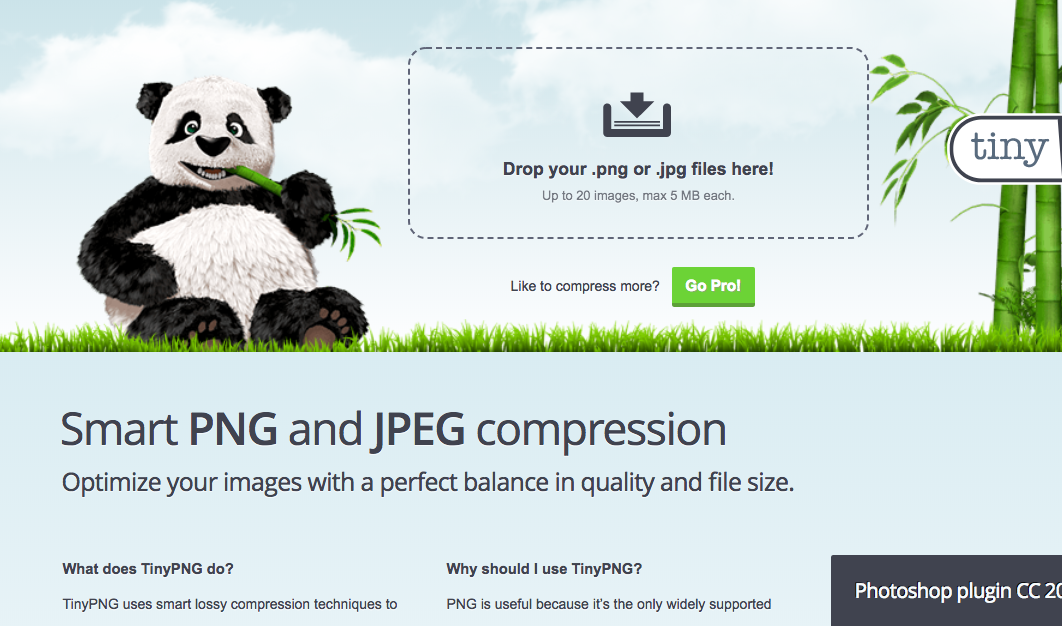 Drop your .png or .jpg files here!
Up to 20 images, max 5 MB each.
tiny
Like to compress more? Go Pro!
Smart PNG and JPEG compression
Optimize your images with a perfect balance in quality and file size.
What does TinyPNG do?
TinyPNG uses smart lossy compression techniques to
Why should I use TinyPNG?
PNG is useful because it's the only widely supported
Photoshop plugin CC